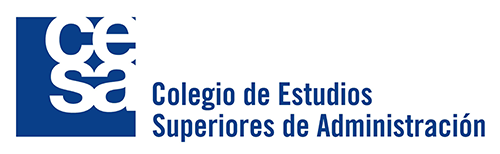 ce
sa
Colegio de Estudios
Superiores de Administración